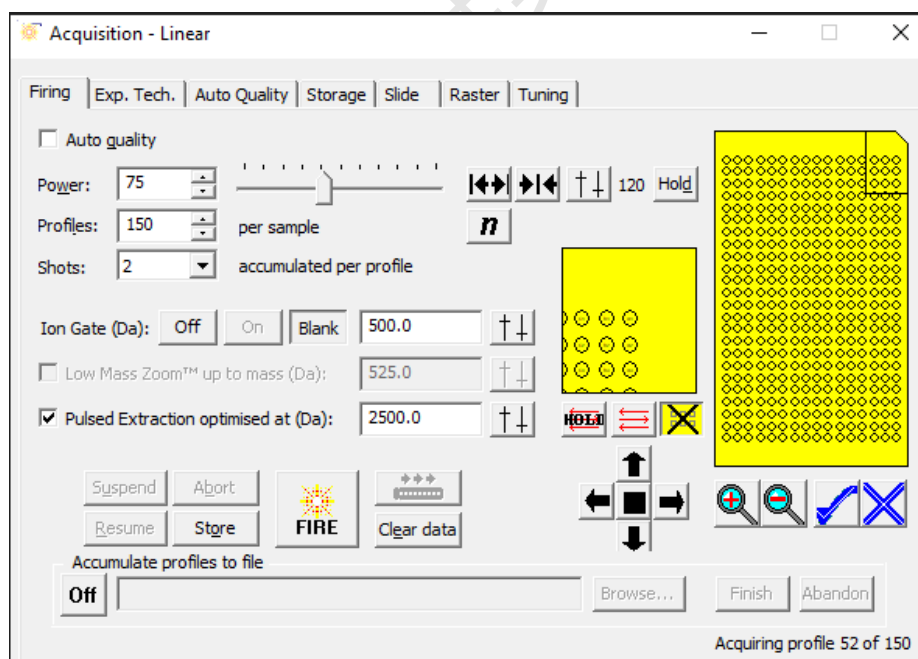 Acquisition - Linear
Firing Exp. Tech. Auto Quality Storage Slide Raster Tuning
Auto quality
Power: 75 120 Hold
Profiles: 150 per sample n
Shots: 2 accumulated per profile
Ion Gate (Da): Off On Blank 500.0
Low Mass Zoom™ up to mass (Da): 525.0
Pulsed Extraction optimised at (Da): 2500.0
HOLD
Suspend Abort
FIRE
Resume Store Clear data
Accumulate profiles to file
Off Browse... Finish Abandon
Acquiring profile 52 of 150